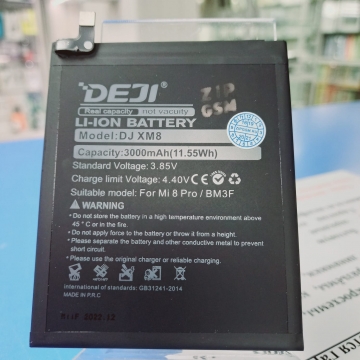 DEJI
ZIP
GSM
Real capacity not vacuity
LI-ION BATTERY
Model:DJ XM8
Capacity:3000mAh(11.55Wh)
Standard Voltage: 3.85V
Charge limit Voltage: 4.40V
Suitable model: For Mi 8 Pro / BM3F
WARNING
Do not store the battery in a high temperature environment above
45 ° C or in the fire.
Do not apply force to the battery or throw it from a height.
Please separate the battery and other conductive metal to prevent
short circuit.
Please use the original charger or reliable charging.
International of standards: GB31241-2014
MADE IN P.R.C
2022 12